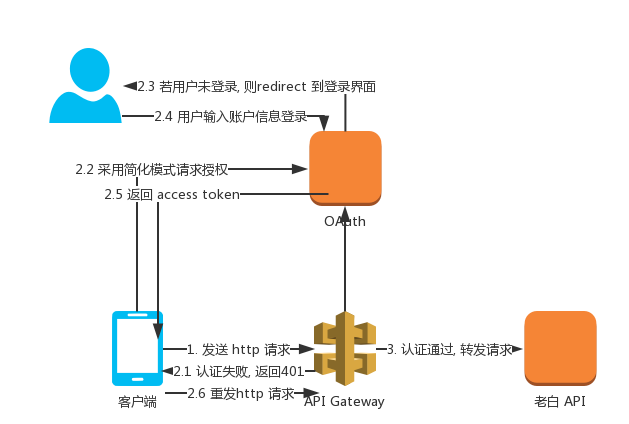 2.3 若用户未登录, 则redirect 到登录界面
2.4 用户输入账户信息登录
2.2 采用简化模式请求授权
2.5 返回 access token
OAuth
1. 发送 http 请求
3. 认证通过, 转发请求
2.1 认证失败, 返回401
2.6 重发http 请求
客户端
API Gateway
老白 API